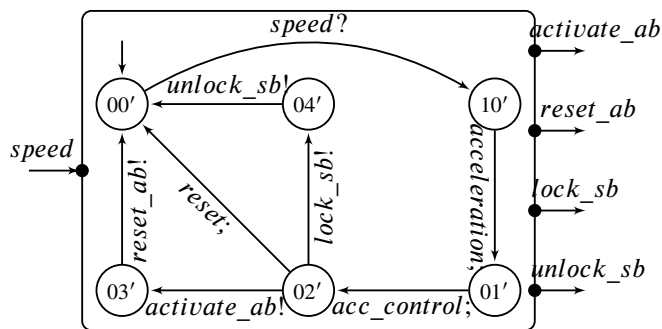 speed?
activate_ab
unlock_sb!
00′
04′
10′
reset_ab
speed
reset_ab!
reset;
lock_sb!
acceleration;
lock_sb
unlock_sb
03′
activate_ab!
02′
acc_control;
01′